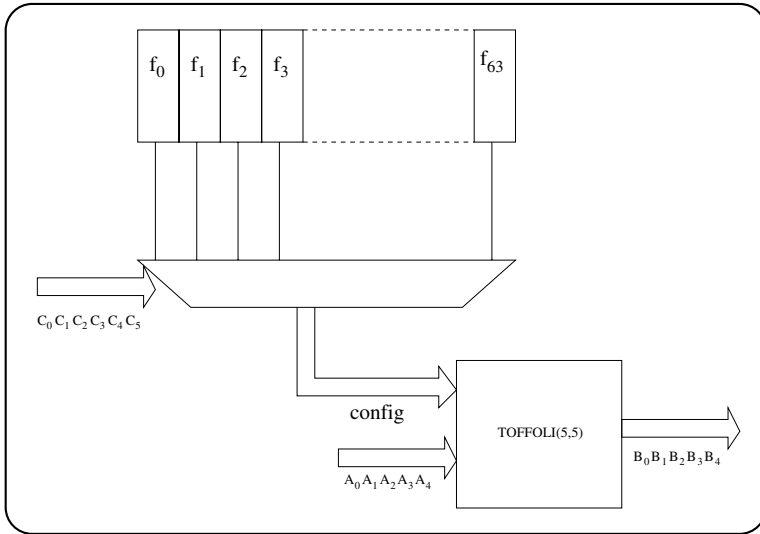 f₀ f₁ f₂ f₃ f₆₃
C₀ C₁ C₂ C₃ C₄ C₅
config
TOFFOLI(5,5)
A₀ A₁ A₂ A₃ A₄
B₀ B₁ B₂ B₃ B₄